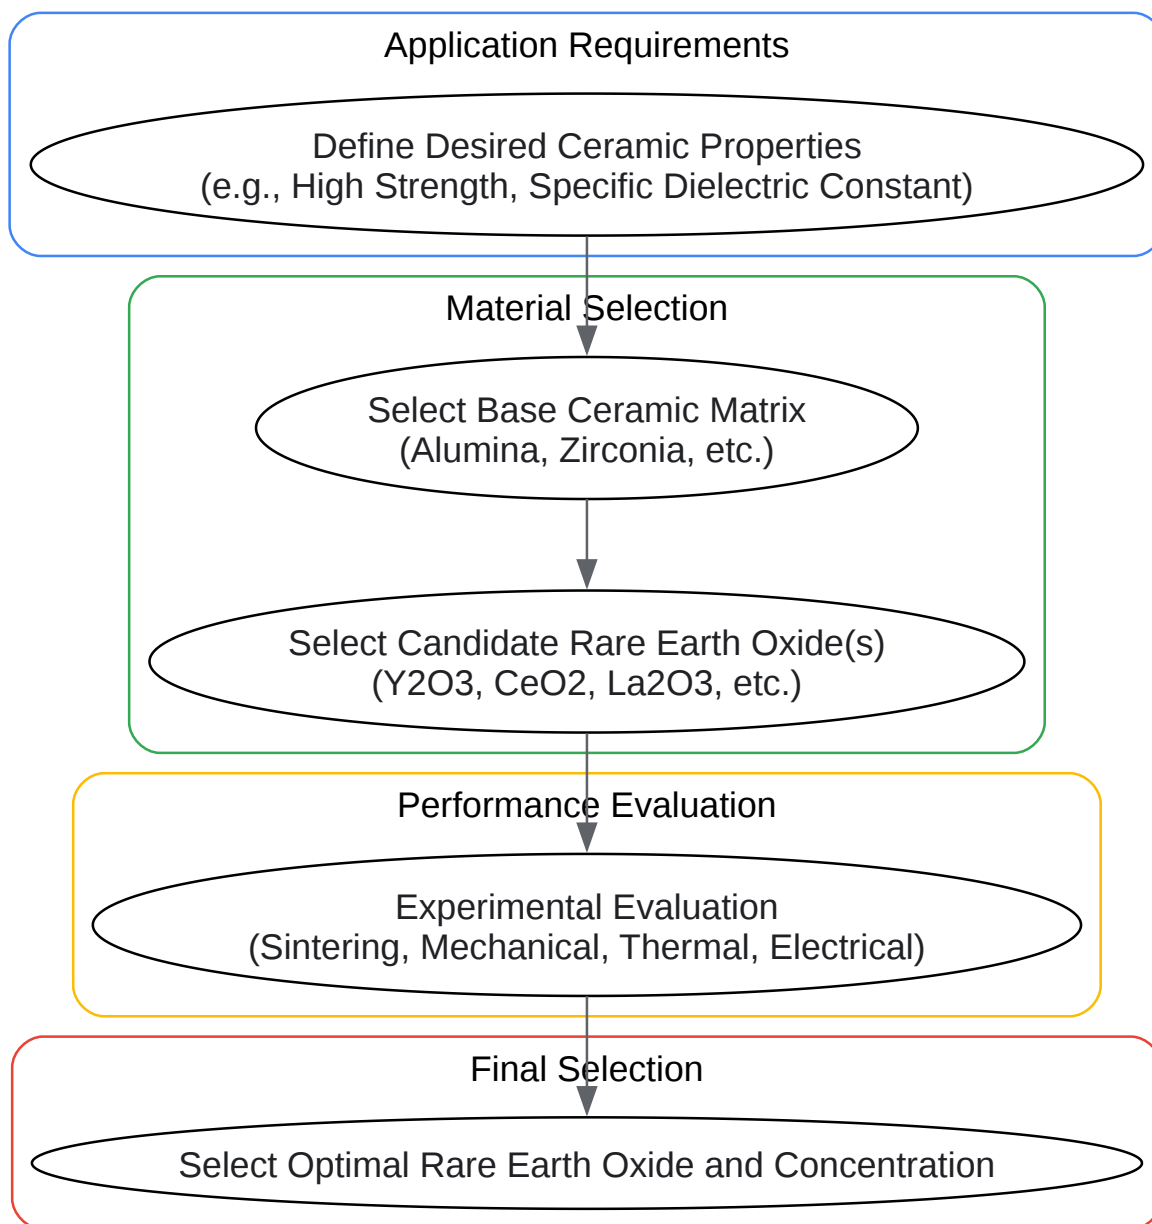 Application Requirements
Define Desired Ceramic Properties
(e.g., High Strength, Specific Dielectric Constant)
Material Selection
Select Base Ceramic Matrix
(Alumina, Zirconia, etc.)
Select Candidate Rare Earth Oxide(s)
(Y2O3, CeO2, La2O3, etc.)
Performance Evaluation
Experimental Evaluation
(Sintering, Mechanical, Thermal, Electrical)
Final Selection
Select Optimal Rare Earth Oxide and Concentration